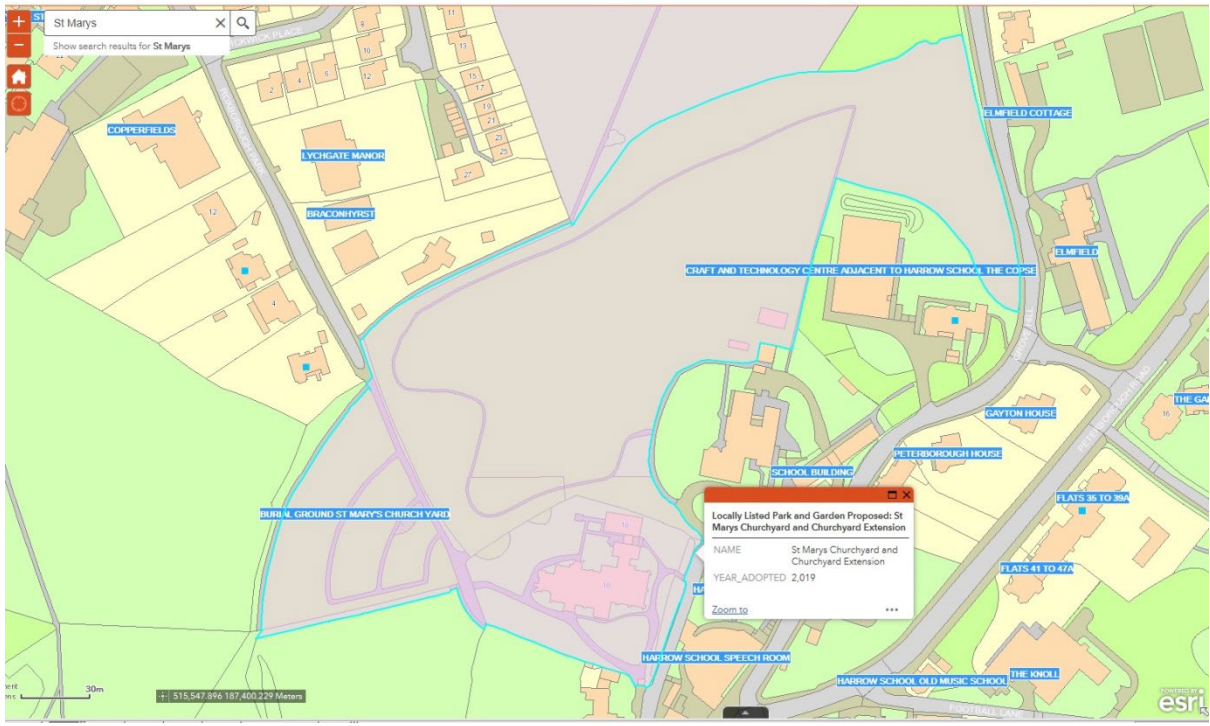 +
−
St Marys
Show search results for St Marys
COPPERFIELDS
LYCHGATE MANOR
BRACONHYRST
ELMFIELD COTTAGE
ELMFIELD
CRAFT AND TECHNOLOGY CENTRE ADJACENT TO HARROW SCHOOL THE COPSE
GAYTON HOUSE
PETERBOROUGH ROAD
PETERBOROUGH HOUSE
SCHOOL BUILDING
BURIAL GROUND ST MARY'S CHURCH YARD
Locally Listed Park and Garden Proposed: St
Marys Churchyard and Churchyard Extension
NAME St Marys Churchyard and
Churchyard Extension
YEAR_ADOPTED 2,019
Zoom to
FLATS 35 TO 39A
FLATS 41 TO 47A
HARROW SCHOOL SPEECH ROOM
HARROW SCHOOL OLD MUSIC SCHOOL
THE KNOLL
FOOTBALL LANE
30m
515,547.896 187,400.229 Meters
POWERED BY
esri
2
4
6
10
12
11
13
15
17
19
21
23
25
27
12
4
16